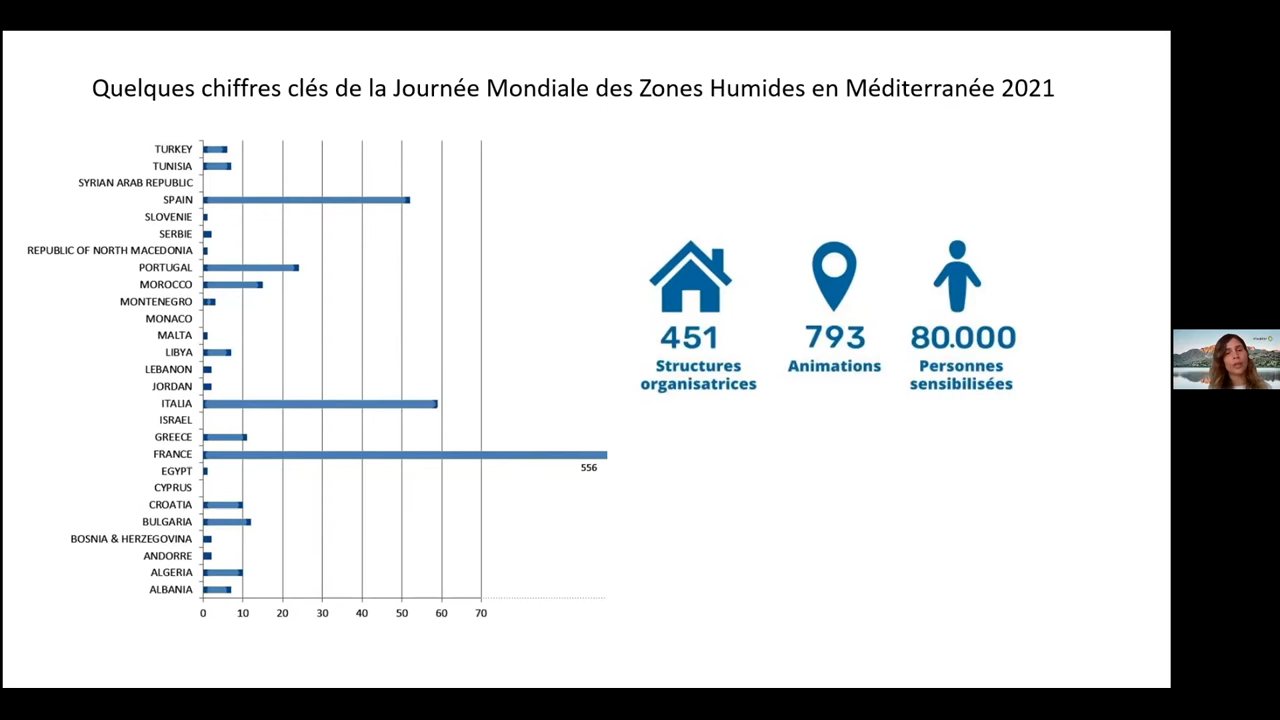 Quelques chiffres clés de la Journée Mondiale des Zones Humides en Méditerranée 2021
TURKEY
TUNISIA
SYRIAN ARAB REPUBLIC
SPAIN
SLOVENIE
SERBIE
REPUBLIC OF NORTH MACEDONIA
PORTUGAL
MOROCCO
MONTENEGRO
MONACO
MALTA
LIBYA
LEBANON
JORDAN
ITALIA
ISRAEL
GREECE
FRANCE
556
EGYPT
CYPRUS
CROATIA
BULGARIA
BOSNIA & HERZEGOVINA
ANDORRE
ALGERIA
ALBANIA
0 10 20 30 40 50 60 70
451
Structures
organisatrices
793
Animations
80.000
Personnes
sensibilisées